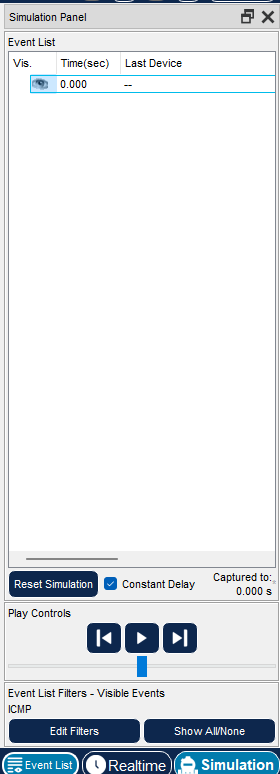 Simulation Panel
Event List
Vis. Time(sec) Last Device
0.000 --
Reset Simulation Constant Delay Captured to:
0.000 s
Play Controls
Event List Filters - Visible Events
ICMP
Edit Filters Show All/None
Event List Realtime Simulation